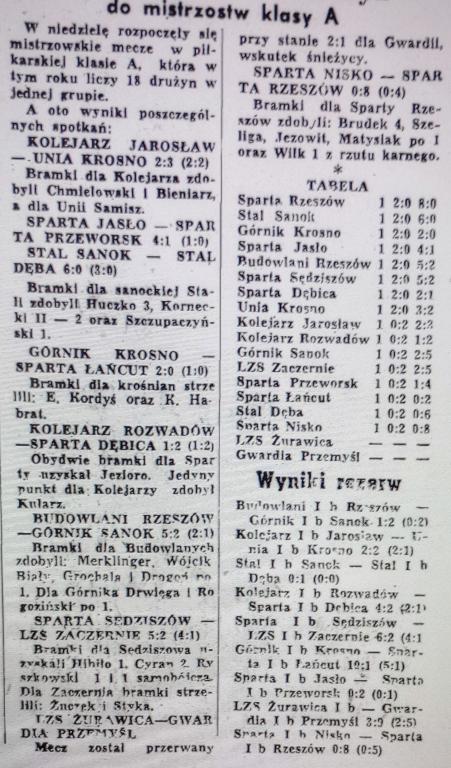 do mistrzostw klasy A
W niedzielę rozpoczęły się
mistrzowskie mecze w pił-
karskiej klasie A, która w
tym roku liczy 18 drużyn w
jednej grupie.
A oto wyniki poszczegól-
nych spotkań:
KOLEJARZ JAROSŁAW
—UNIA KROSNO 2:3 (2:2)
Bramki dla Kolejarza zdo-
byli Chmielowski i Bieniarz,
a dla Unii Samisz.
SPARTA JASŁO — SPAR
TA PRZEWORSK 4:1 (1:0)
STAL SANOK — STAL
DĘBA 6:0 (3:0)
Bramki dla sanockiej Sta-
li zdobyli Huczko 3, Kornec-
ki II — 2 oraz Szczupaczyń-
ski 1.
GÓRNIK KROSNO —
SPARTA ŁAŃCUT 2:0 (1:0)
Bramki dla krośnian strze
lili: E. Kordyś oraz K. Ha-
brat.
KOLEJARZ ROZWADÓW
—SPARTA DĘBICA 1:2 (1:2)
Obydwie bramki dla Spar
ty uzyskał Jezioro. Jedyny
punkt dla Kolejarzy zdobył
Kularz.
BUDOWLANI RZESZÓW
—GÓRNIK SANOK 5:2 (2:1)
Bramki dla Budowlanych
zdobyli: Merklinger, Wójcik
Biały, Grochala i Drogoś po
1. Dla Górnika Drwięga i Ro
goziński po 1.
SPARTA SĘDZISZÓW —
LZS ZACZERNIE 5:2 (4:1)
Bramki dla Sędziszowa u-
zyskali 1, Cyran 2, Ry
szkowski 1 i 1 samobójcza.
Dla Zaczernia bramki strze-
lili: Żnerek i Styka.
LZS ŻURAWICA—GWAR
DIA PRZEMYŚL
Mecz został przerwany
przy stanie 2:1 dla Gwardii,
wskutek śnieżycy.
SPARTA NISKO — SPAR
TA RZESZÓW 0:8 (0:4)
Bramki dla Sparty Rze-
szów zdobyli: Brudek 4, Sze-
liga, Jezowit, Matysiak po 1
oraz Wilk 1 z rzutu karnego.
*
TABELA
Sparta Rzeszów 1 2:0 8:0
Stal Sanok 1 2:0 6:0
Górnik Krosno 1 2:0 2:0
Sparta Jasło 1 2:0 4:1
Budowlani Rzeszów 1 2:0 5:2
Sparta Sędziszów 1 2:0 5:2
Sparta Dębica 1 2:0 2:1
Unia Krosno 1 2:0 3:2
Kolejarz Jarosław 1 0:2 2:3
Kolejarz Rozwadów 1 0:2 1:2
Górnik Sanok 1 0:2 2:5
LZS Zaczernie 1 0:2 2:5
Sparta Przeworsk 1 0:2 1:4
Sparta Łańcut 1 0:2 0:2
Stal Dęba 1 0:2 0:6
Sparta Nisko 1 0:2 0:8
LZS Żurawica — — —
Gwardia Przemyśl — — —
Wyniki rezerw
Budowlani I b Rzeszów —
Górnik I b Sanok 1:2 (0:2)
Kolejarz I b Jarosław — U-
nia I b Krosno 2:2 (2:1)
Stal I b Sanok — Stal I b
Dęba 0:1 (0:0)
Kolejarz I b Rozwadów —
Sparta I b Dębica 4:2 (2:1)
Sparta I b Sędziszów —
LZS I b Zaczernie 6:2 (4:1
Górnik I b Krosno — Spar-
ta I b Łańcut 10:1 (5:1)
Sparta I b Jasło — Sparta
I b Przeworsk 0:2 (0:1)
LZS Żurawica I b — Gwar-
dia I b Przemyśl 3:9 (2:5)
Sparta I b Nisko — Sparta
I b Rzeszów 0:8 (0:5)